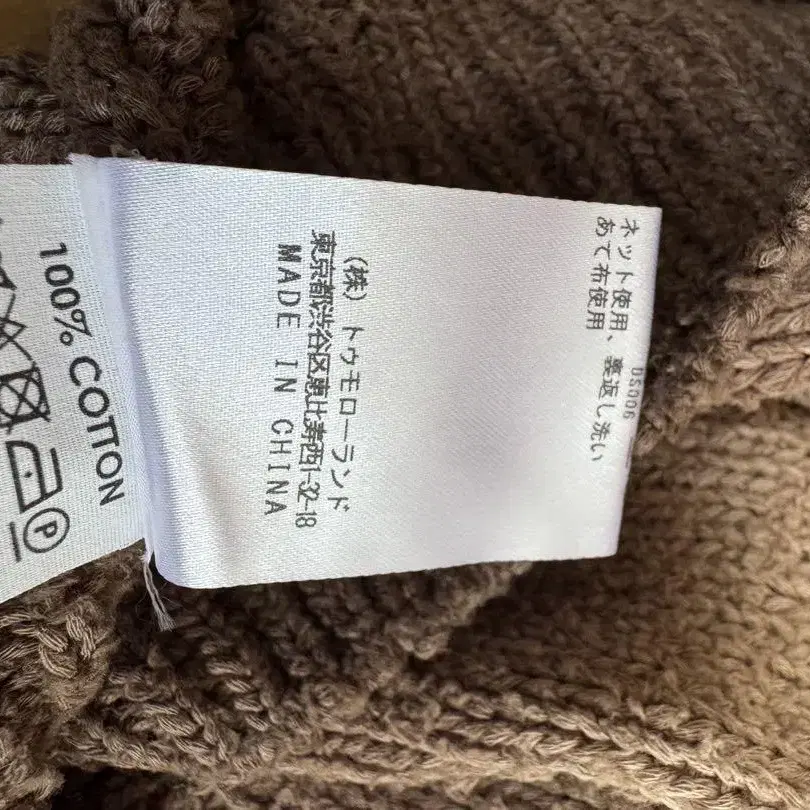 ネット使用、裏返し洗い
あて布使用
DS006
(株) トゥモローランド
東京都渋谷区恵比寿西1-32-18
MADE IN CHINA
100% COTTON
P